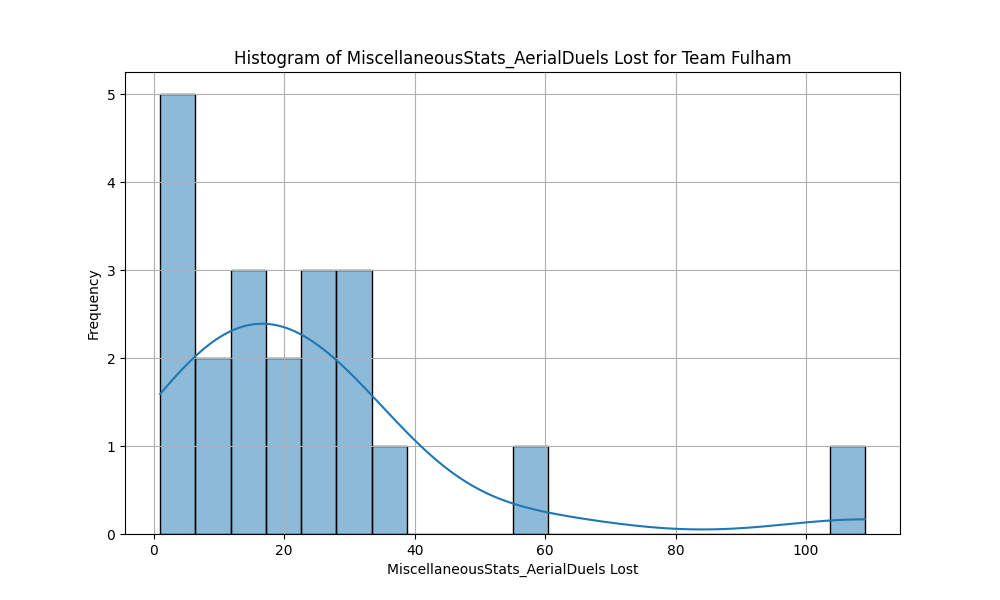 Histogram of MiscellaneousStats_AerialDuels Lost for Team Fulham
5
4
3
2
1
0
Frequency
0 20 40 60 80 100
MiscellaneousStats_AerialDuels Lost